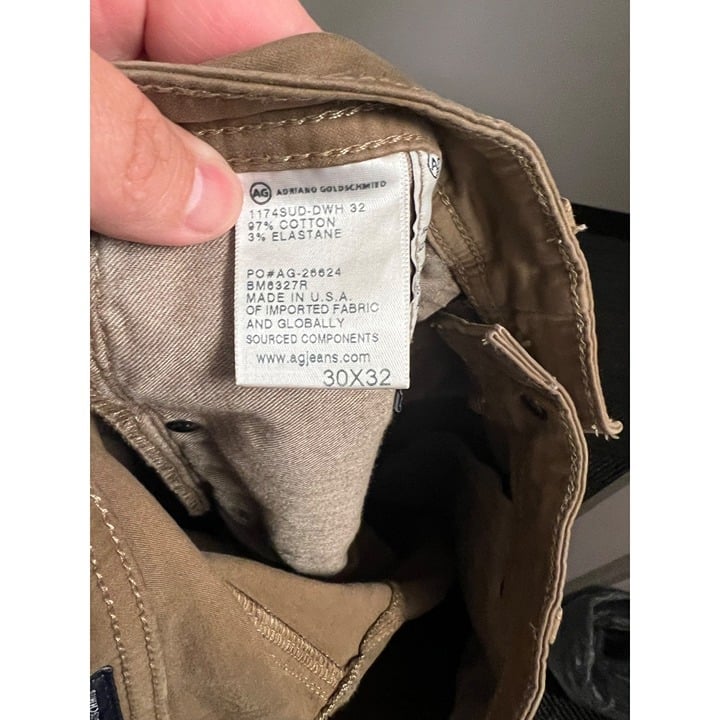 AG ADRIANO GOLDSCHMIED
1174SUD-DWH 32
97% COTTON
3% ELASTANE
PO#AG-26624
BM6327R
MADE IN U.S.A.
OF IMPORTED FABRIC
AND GLOBALLY
SOURCED COMPONENTS
www.agjeans.com
30X32